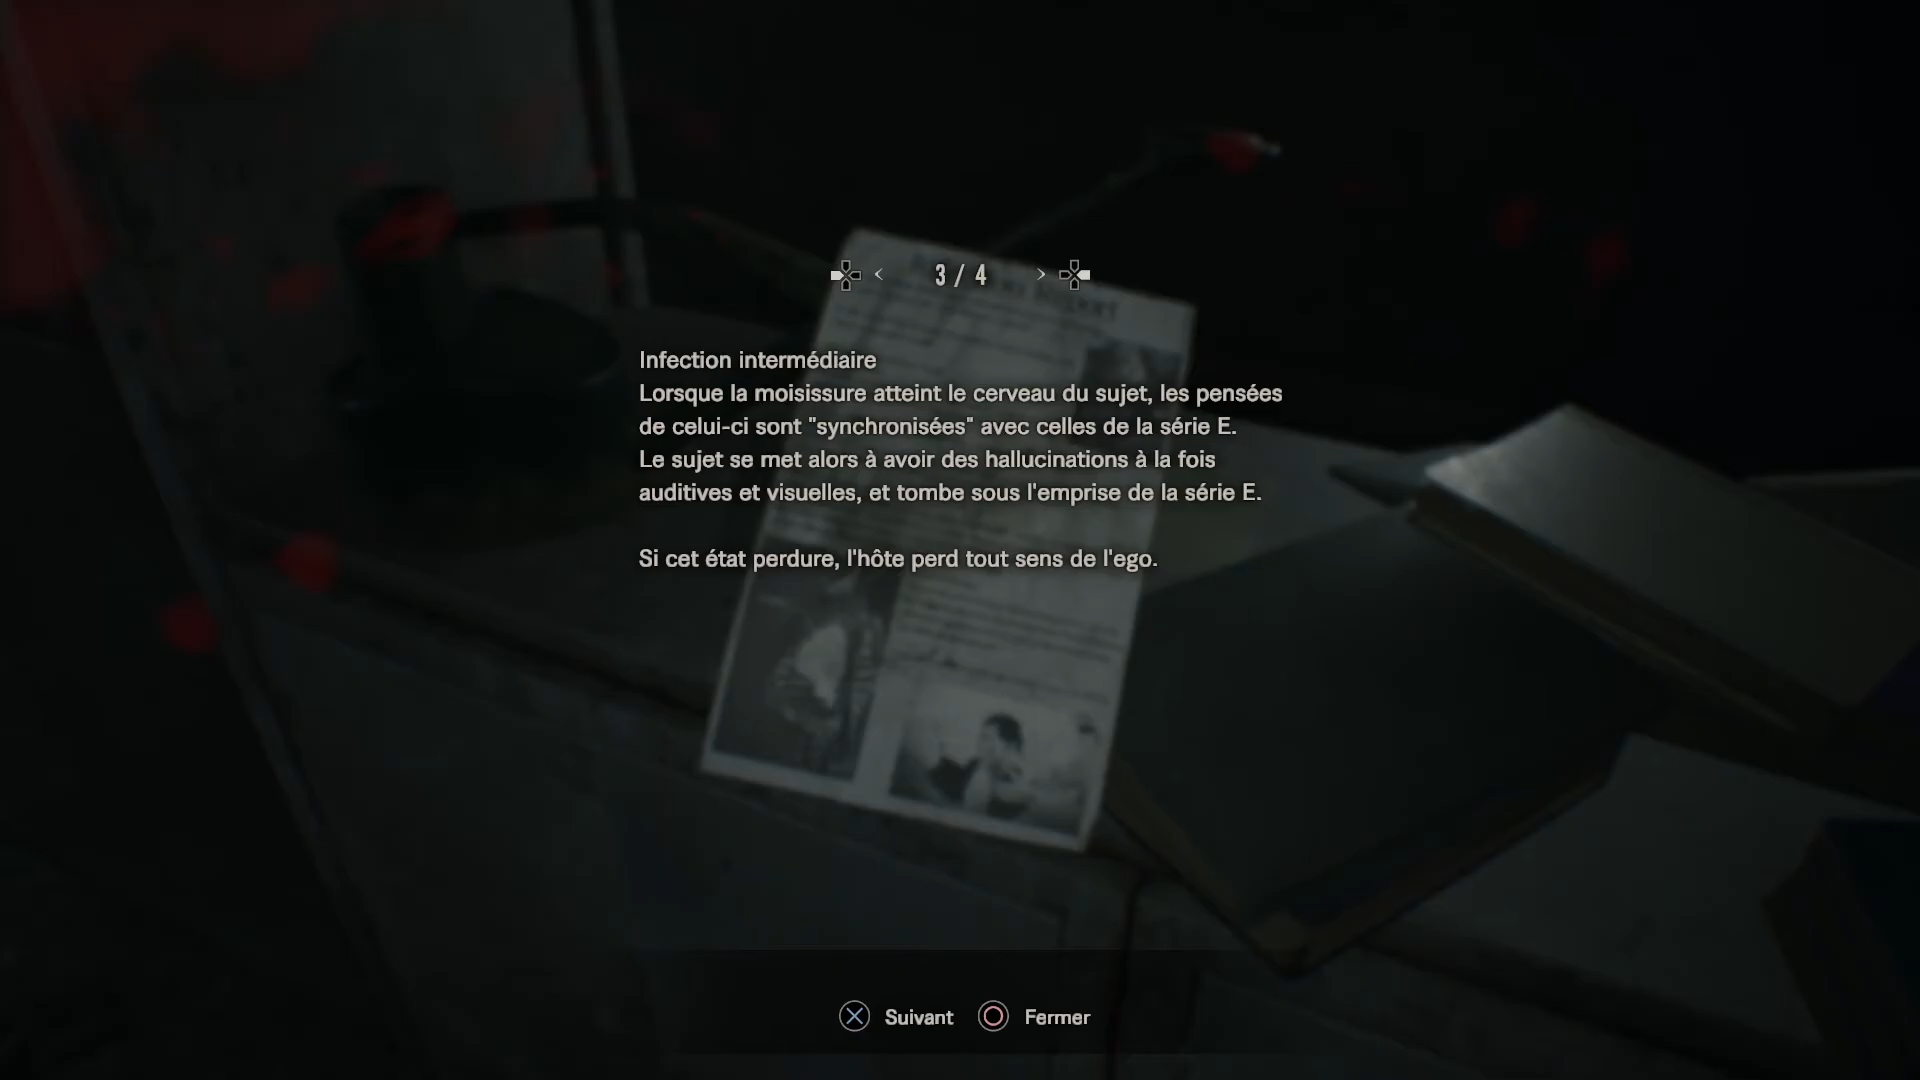 < 3 / 4 >
Infection intermédiaire
Lorsque la moisissure atteint le cerveau du sujet, les pensées
de celui-ci sont "synchronisées" avec celles de la série E.
Le sujet se met alors à avoir des hallucinations à la fois
auditives et visuelles, et tombe sous l'emprise de la série E.
Si cet état perdure, l'hôte perd tout sens de l'ego.
Suivant Fermer